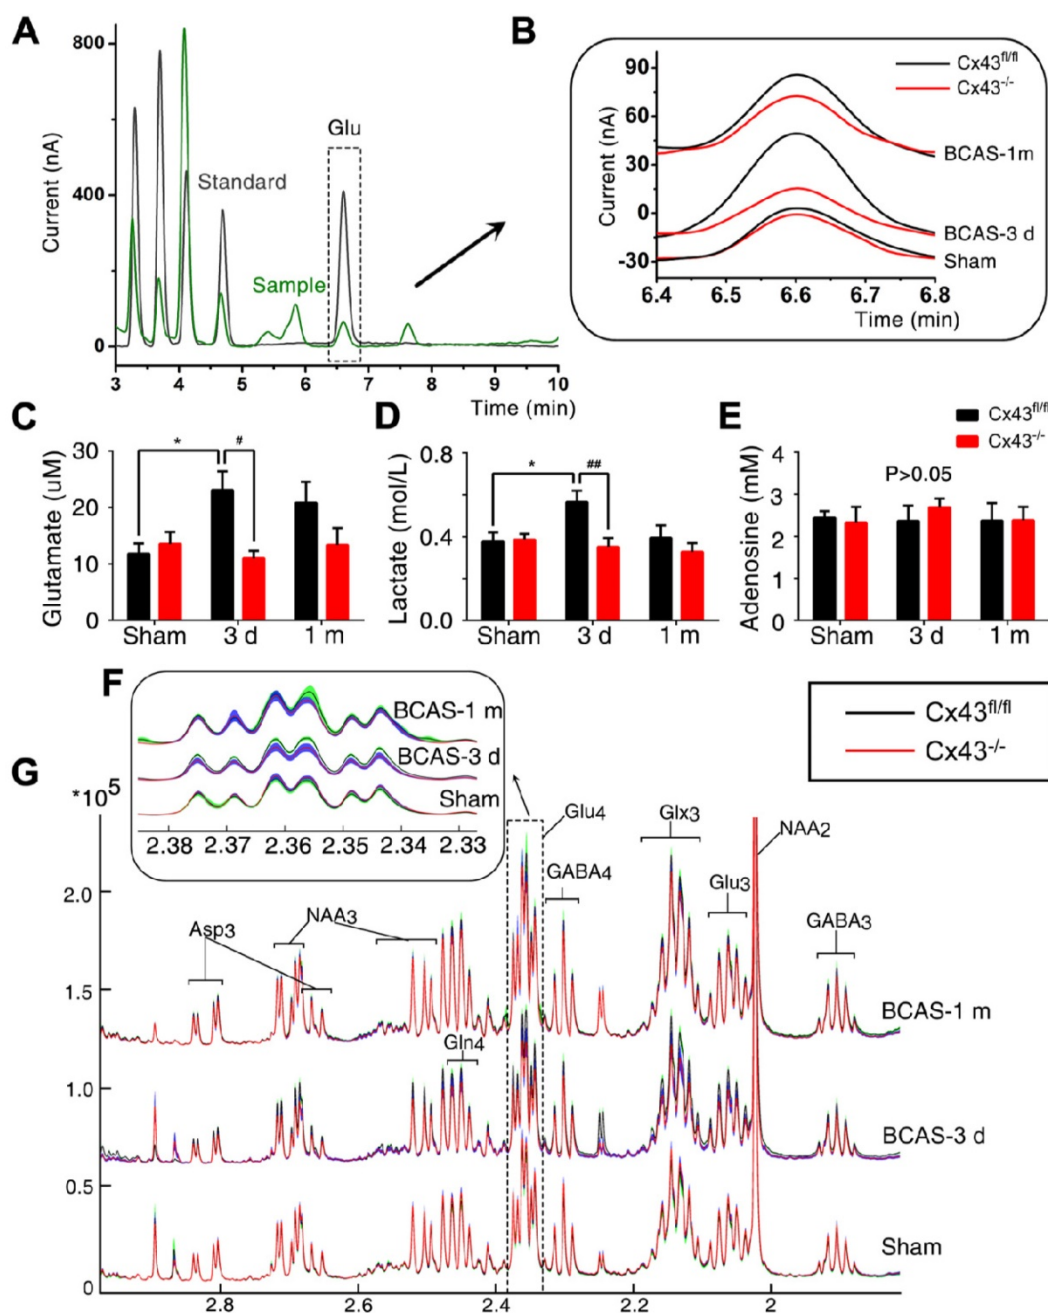 A
800
400
0
Current (nA)
Standard
Sample
Glu
3 4 5 6 7 8 9 10
Time (min)
B
90
60
30
0
-30
Current (nA)
Cx43fl/fl
Cx43-/-
BCAS-1m
BCAS-3 d
Sham
6.4 6.5 6.6 6.7 6.8
Time (min)
C
30
20
10
0
Glutamate (uM)
* #
Sham 3 d 1 m
D
0.8
0.4
0.0
Lactate (mol/L)
* ##
Sham 3 d 1 m
E
Cx43fl/fl
Cx43-/-
4
3
2
1
0
Adenosine (mM)
P>0.05
Sham 3 d 1 m
F
BCAS-1 m
BCAS-3 d
Sham
2.38 2.37 2.36 2.35 2.34 2.33
Cx43fl/fl
Cx43-/-
G
*10⁵
2.0
1.5
1.0
0.5
0
Asp3
NAA3
Glu4
GABA4
Glx3
Glu3
NAA2
GABA3
Gln4
BCAS-1 m
BCAS-3 d
Sham
2.8 2.6 2.4 2.2 2